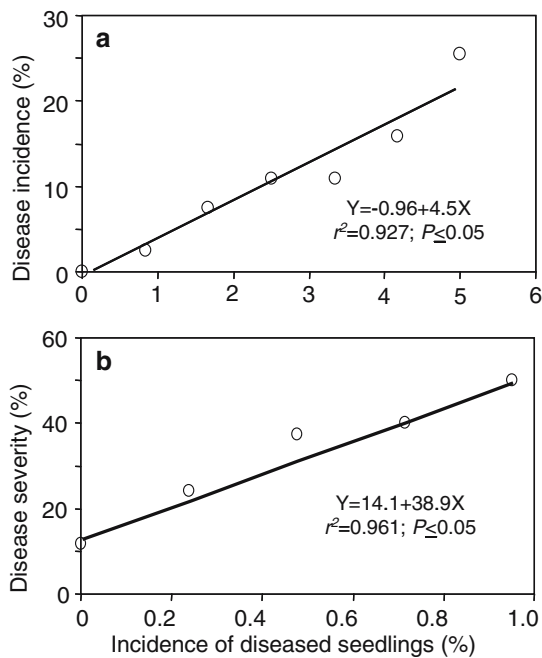 a
Disease incidence (%)
30
20
10
0
Y=-0.96+4.5X
r²=0.927; P≤0.05
0 1 2 3 4 5 6
b
Disease severity (%)
60
40
20
0
Y=14.1+38.9X
r²=0.961; P≤0.05
0 0.2 0.4 0.6 0.8 1.0
Incidence of diseased seedlings (%)